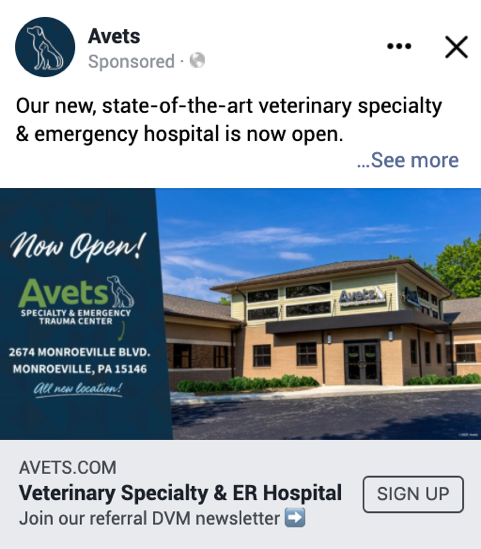 Avets
Sponsored ·
Our new, state-of-the-art veterinary specialty
& emergency hospital is now open.
...See more
Now Open!
Avets
SPECIALTY & EMERGENCY
TRAUMA CENTER
2674 MONROEVILLE BLVD.
MONROEVILLE, PA 15146
All new location!
Avets
AVETS.COM
Veterinary Specialty & ER Hospital
Join our referral DVM newsletter ➡️
SIGN UP